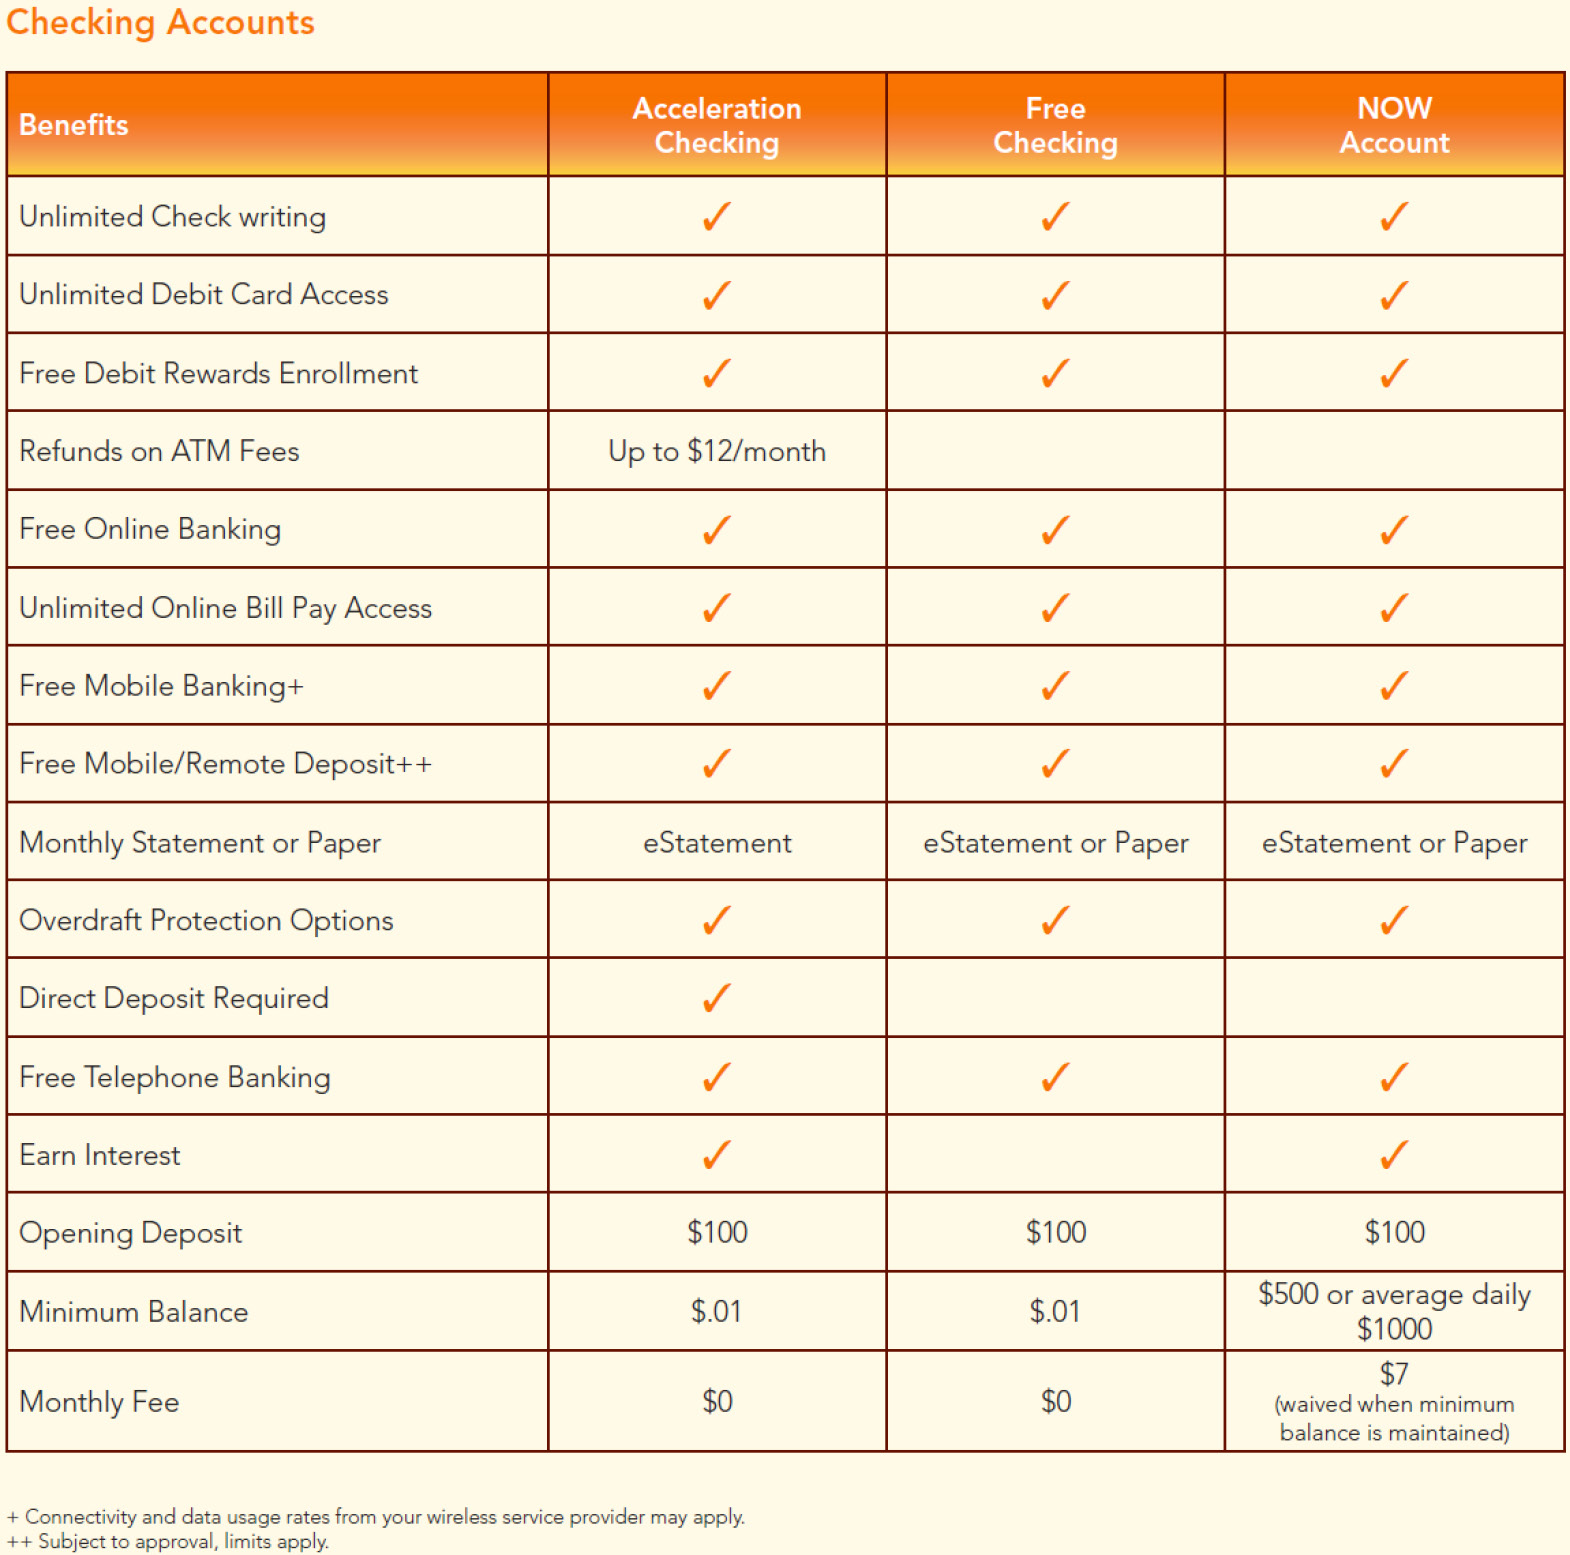 Checking Accounts
Benefits
Acceleration
Checking
Free
Checking
NOW
Account
Unlimited Check writing ✓ ✓ ✓
Unlimited Debit Card Access ✓ ✓ ✓
Free Debit Rewards Enrollment ✓ ✓ ✓
Refunds on ATM Fees Up to $12/month
Free Online Banking ✓ ✓ ✓
Unlimited Online Bill Pay Access ✓ ✓ ✓
Free Mobile Banking+ ✓ ✓ ✓
Free Mobile/Remote Deposit++ ✓ ✓ ✓
Monthly Statement or Paper eStatement eStatement or Paper eStatement or Paper
Overdraft Protection Options ✓ ✓ ✓
Direct Deposit Required ✓
Free Telephone Banking ✓ ✓ ✓
Earn Interest ✓ ✓
Opening Deposit $100 $100 $100
Minimum Balance $.01 $.01 $500 or average daily
$1000
Monthly Fee $0 $0 $7
(waived when minimum
balance is maintained)
+ Connectivity and data usage rates from your wireless service provider may apply.
++ Subject to approval, limits apply.